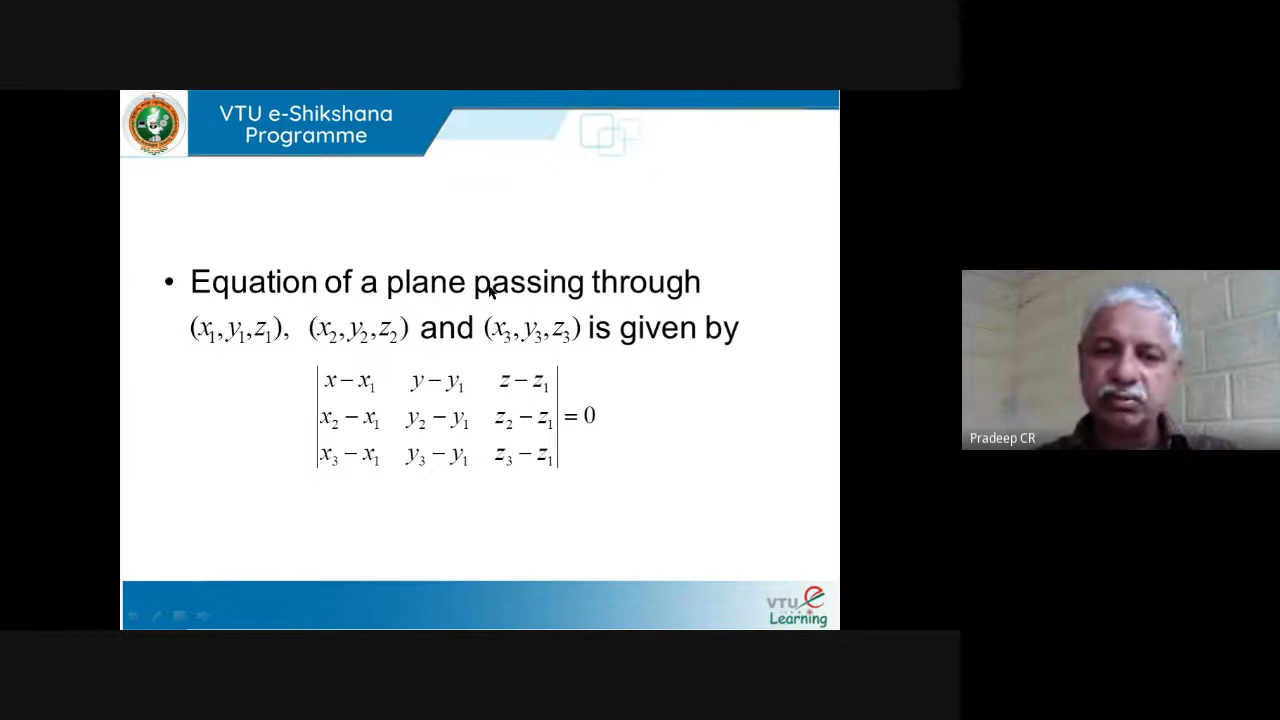 VTU e-Shikshana
Programme
• Equation of a plane passing through
(x₁, y₁, z₁), (x₂, y₂, z₂) and (x₃, y₃, z₃) is given by
| x − x₁ y − y₁ z − z₁ |
| x₂ − x₁ y₂ − y₁ z₂ − z₁ | = 0
| x₃ − x₁ y₃ − y₁ z₃ − z₁ |
Pradeep CR
VTU e
Learning